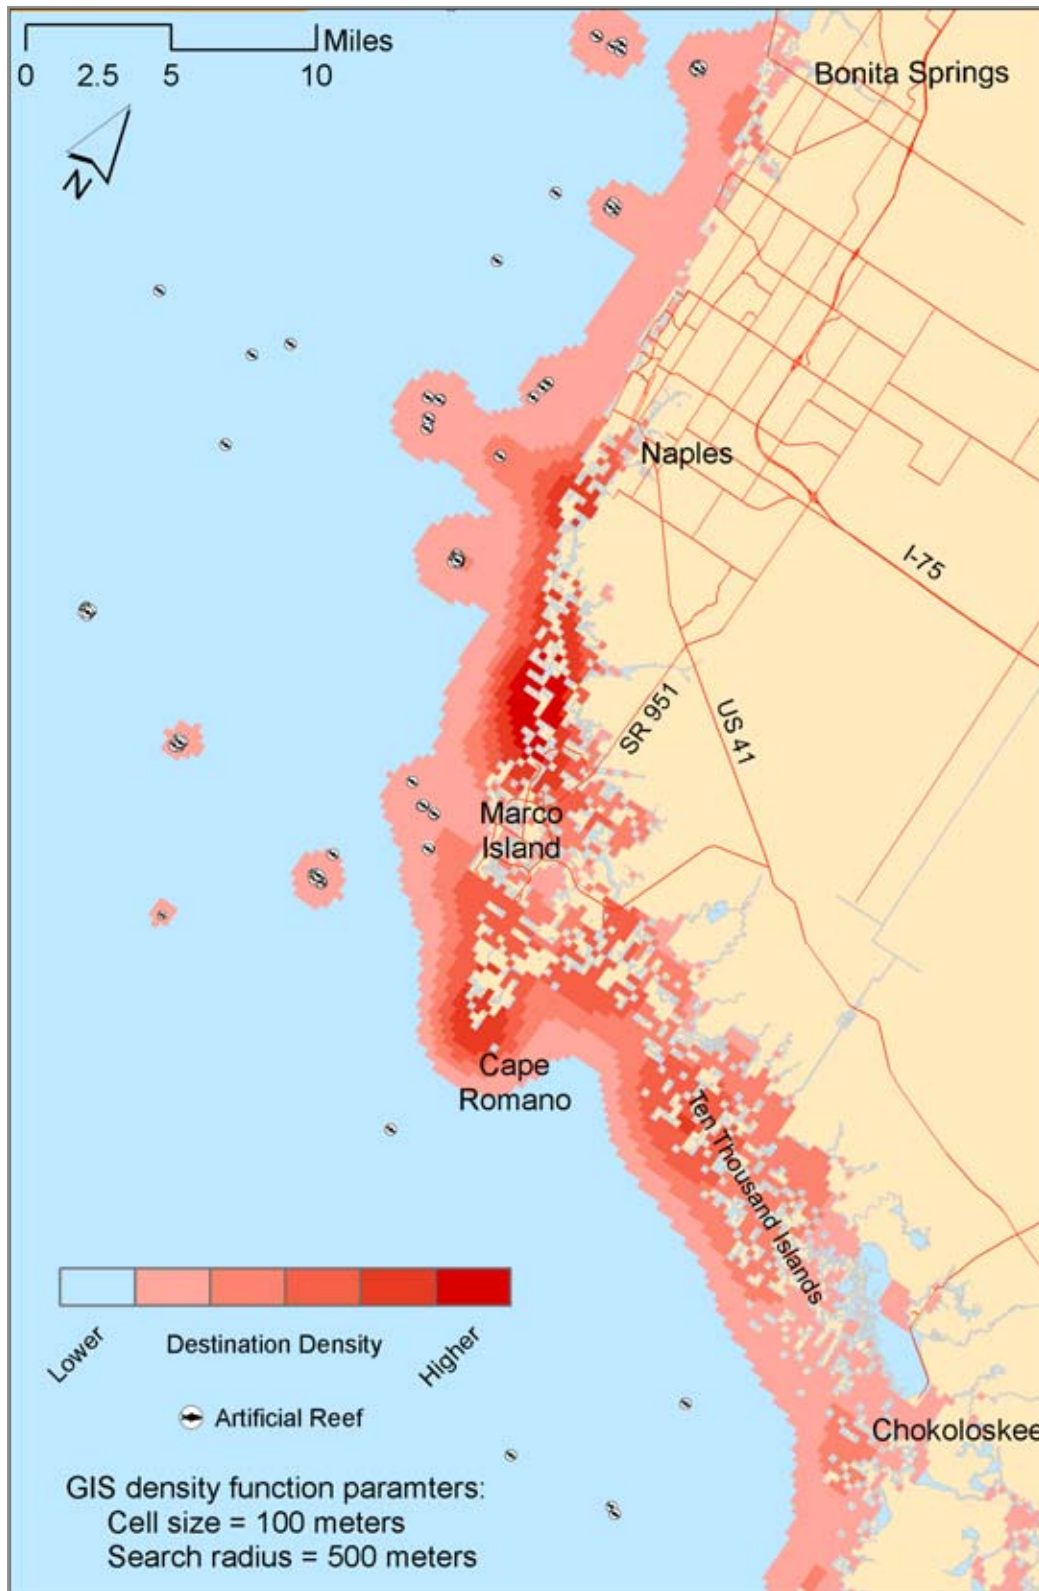 Miles
0 2.5 5 10
N
Bonita Springs
Naples
I-75
SR 951
US 41
Marco
Island
Cape
Romano
Ten Thousand Islands
Chokoloskee
Lower
Destination Density
Higher
Artificial Reef
GIS density function paramters:
Cell size = 100 meters
Search radius = 500 meters